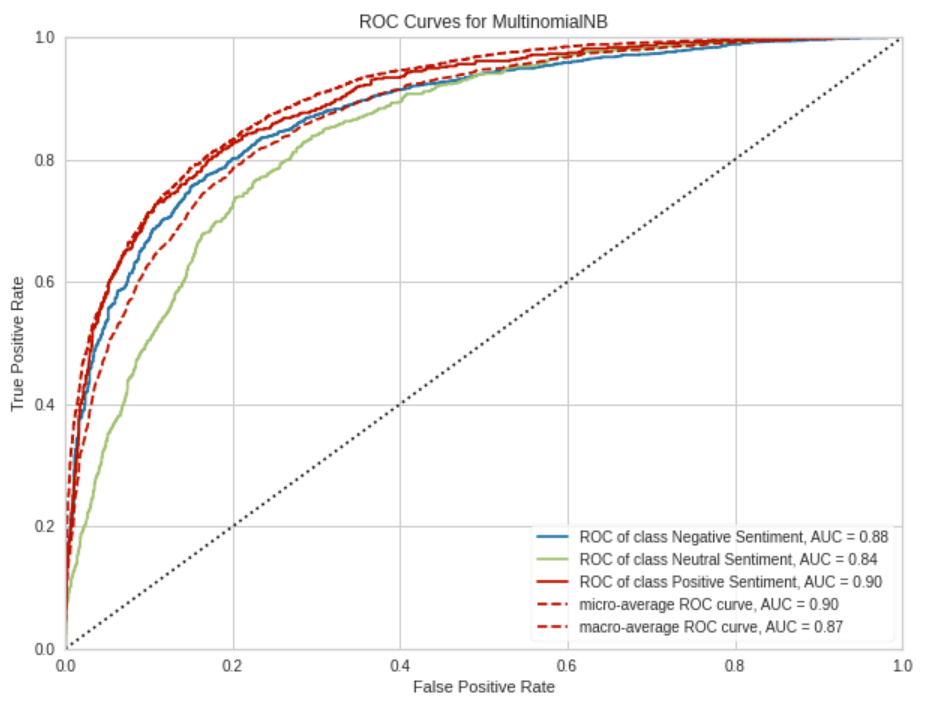 ROC Curves for MultinomialNB
1.0
0.8
0.6
0.4
0.2
0.0
True Positive Rate
0.0 0.2 0.4 0.6 0.8 1.0
False Positive Rate
ROC of class Negative Sentiment, AUC = 0.88
ROC of class Neutral Sentiment, AUC = 0.84
ROC of class Positive Sentiment, AUC = 0.90
micro-average ROC curve, AUC = 0.90
macro-average ROC curve, AUC = 0.87